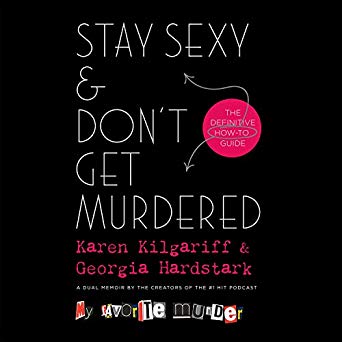 STAY SEXY
&
DON'T
GET
MURDERED
THE
DEFINITIVE
HOW-TO
GUIDE
Karen Kilgariff &
Georgia Hardstark
A DUAL MEMOIR BY THE CREATORS OF THE #1 HIT PODCAST
My favorite murder